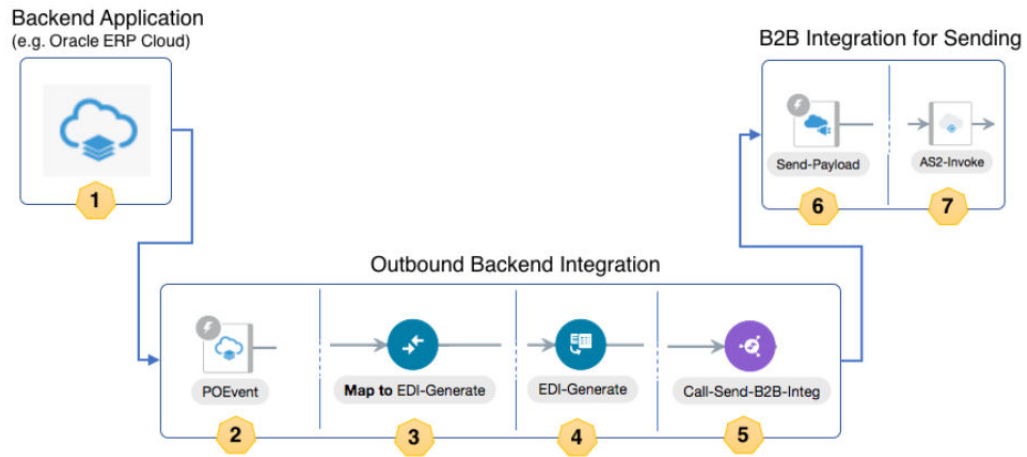 Backend Application
(e.g. Oracle ERP Cloud)
1
B2B Integration for Sending
Send-Payload
AS2-Invoke
6
7
Outbound Backend Integration
POEvent
Map to EDI-Generate
EDI-Generate
Call-Send-B2B-Integ
2
3
4
5